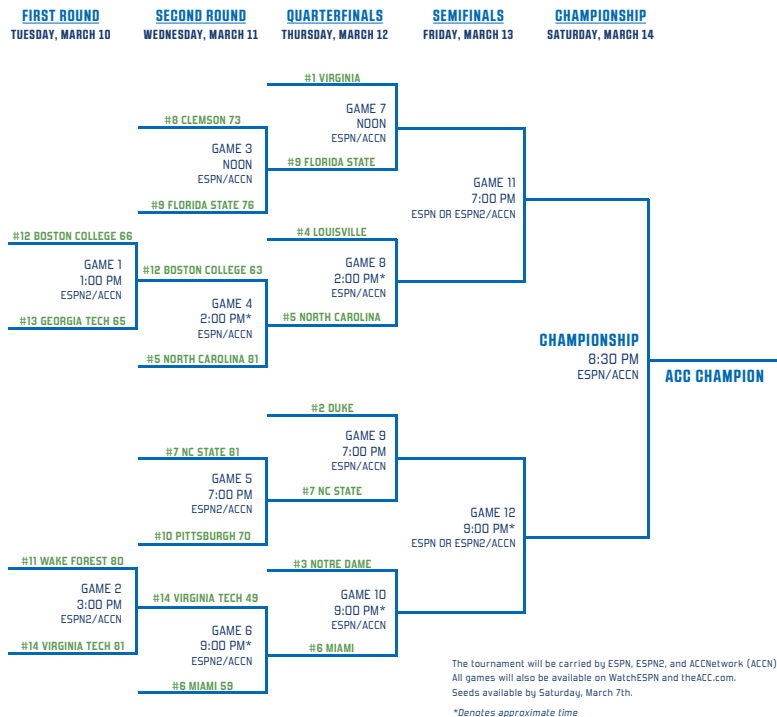 FIRST ROUND
TUESDAY, MARCH 10
SECOND ROUND
WEDNESDAY, MARCH 11
QUARTERFINALS
THURSDAY, MARCH 12
SEMIFINALS
FRIDAY, MARCH 13
CHAMPIONSHIP
SATURDAY, MARCH 14
#12 BOSTON COLLEGE 66
GAME 1
1:00 PM
ESPN2/ACCN
#13 GEORGIA TECH 65
#11 WAKE FOREST 80
GAME 2
3:00 PM
ESPN2/ACCN
#14 VIRGINIA TECH 81
#8 CLEMSON 73
GAME 3
NOON
ESPN/ACCN
#9 FLORIDA STATE 76
#12 BOSTON COLLEGE 63
GAME 4
2:00 PM*
ESPN/ACCN
#5 NORTH CAROLINA 81
#7 NC STATE 81
GAME 5
7:00 PM
ESPN2/ACCN
#10 PITTSBURGH 70
#14 VIRGINIA TECH 49
GAME 6
9:00 PM*
ESPN2/ACCN
#6 MIAMI 59
#1 VIRGINIA
GAME 7
NOON
ESPN/ACCN
#9 FLORIDA STATE
#4 LOUISVILLE
GAME 8
2:00 PM*
ESPN/ACCN
#5 NORTH CAROLINA
#2 DUKE
GAME 9
7:00 PM
ESPN/ACCN
#7 NC STATE
#3 NOTRE DAME
GAME 10
9:00 PM*
ESPN/ACCN
#6 MIAMI
GAME 11
7:00 PM
ESPN OR ESPN2/ACCN
GAME 12
9:00 PM*
ESPN OR ESPN2/ACCN
CHAMPIONSHIP
8:30 PM
ESPN/ACCN
ACC CHAMPION
The tournament will be carried by ESPN, ESPN2, and ACCNetwork (ACCN)
All games will also be available on WatchESPN and theACC.com.
Seeds available by Saturday, March 7th.
*Denotes approximate time